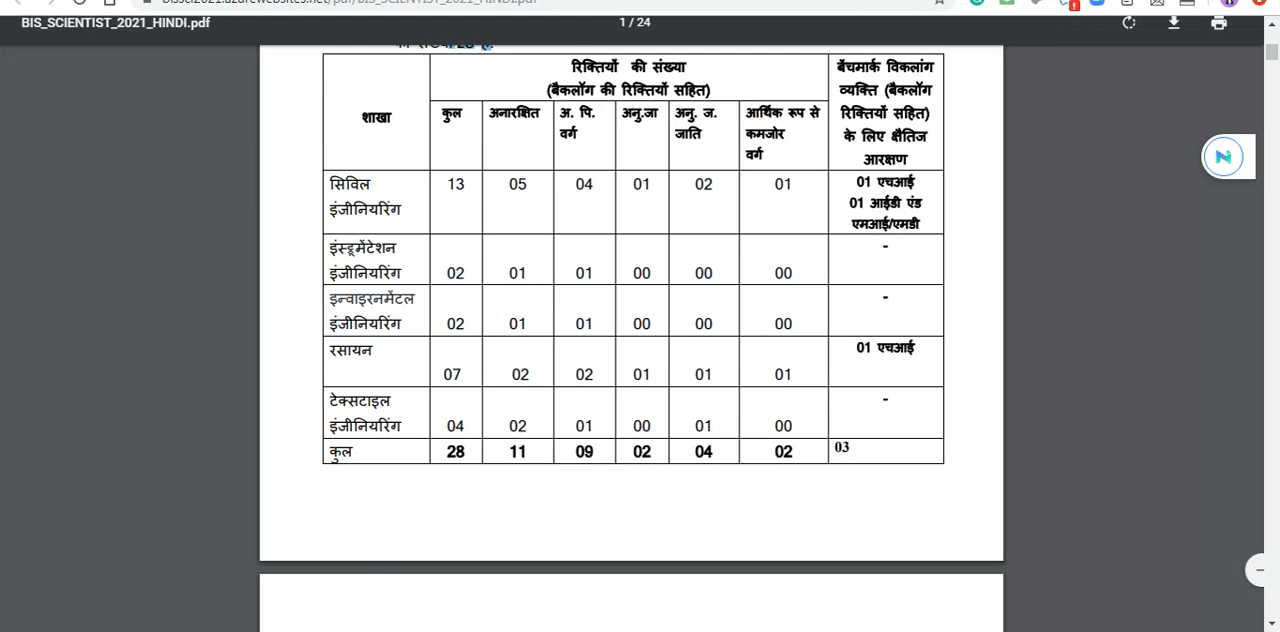 BIS_SCIENTIST_2021_HINDI.pdf
1 / 24
रिक्तियों की संख्या
(बैकलॉग की रिक्तियों सहित)
बेंचमार्क विकलांग
व्यक्ति (बैकलॉग
रिक्तियों सहित)
के लिए क्षैतिज
आरक्षण
शाखा
कुल
अनारक्षित
अ. पि.
वर्ग
अनु.जा
अनु. ज.
जाति
आर्थिक रूप से
कमजोर
वर्ग
सिविल
इंजीनियरिंग
13 05 04 01 02 01
01 एचआई
01 आईडी एंड
एमआई/एमडी
इंस्ट्रूमेंटेशन
इंजीनियरिंग
02 01 01 00 00 00
-
इन्वाइरनमेंटल
इंजीनियरिंग
02 01 01 00 00 00
-
रसायन
07 02 02 01 01 01
01 एचआई
टेक्सटाइल
इंजीनियरिंग
04 02 01 00 01 00
-
कुल 28 11 09 02 04 02 03